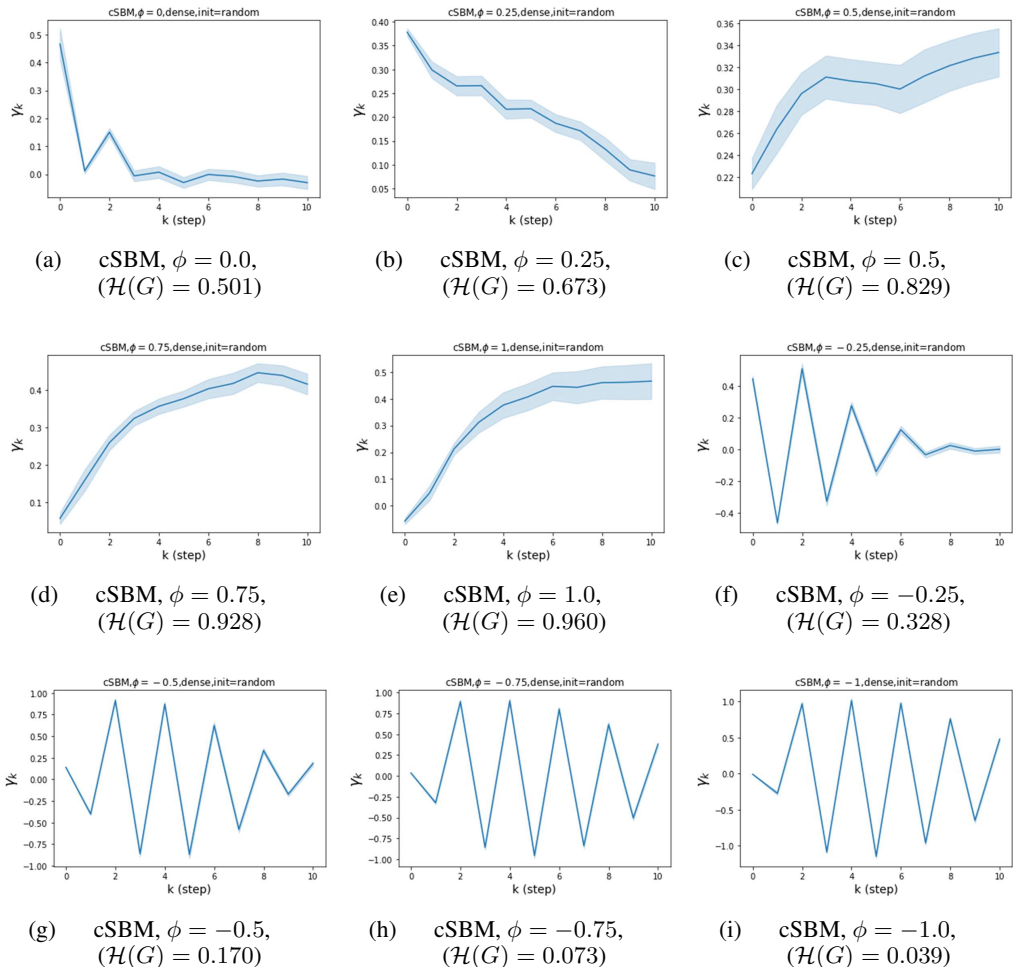 cSBM,ϕ = 0,dense,init=random
γk
0.5
0.4
0.3
0.2
0.1
0.0
0 2 4 6 8 10
k (step)
(a) cSBM, ϕ = 0.0,
(H(G) = 0.501)
cSBM,ϕ = 0.25,dense,init=random
γk
0.40
0.35
0.30
0.25
0.20
0.15
0.10
0.05
0 2 4 6 8 10
k (step)
(b) cSBM, ϕ = 0.25,
(H(G) = 0.673)
cSBM,ϕ = 0.5,dense,init=random
γk
0.36
0.34
0.32
0.30
0.28
0.26
0.24
0.22
0 2 4 6 8 10
k (step)
(c) cSBM, ϕ = 0.5,
(H(G) = 0.829)
cSBM,ϕ = 0.75,dense,init=random
γk
0.4
0.3
0.2
0.1
0 2 4 6 8 10
k (step)
(d) cSBM, ϕ = 0.75,
(H(G) = 0.928)
cSBM,ϕ = 1,dense,init=random
γk
0.5
0.4
0.3
0.2
0.1
0.0
0 2 4 6 8 10
k (step)
(e) cSBM, ϕ = 1.0,
(H(G) = 0.960)
cSBM,ϕ = −0.25,dense,init=random
γk
0.4
0.2
0.0
−0.2
−0.4
0 2 4 6 8 10
k (step)
(f) cSBM, ϕ = −0.25,
(H(G) = 0.328)
cSBM,ϕ = −0.5,dense,init=random
γk
1.00
0.75
0.50
0.25
0.00
−0.25
−0.50
−0.75
−1.00
0 2 4 6 8 10
k (step)
(g) cSBM, ϕ = −0.5,
(H(G) = 0.170)
cSBM,ϕ = −0.75,dense,init=random
γk
1.00
0.75
0.50
0.25
0.00
−0.25
−0.50
−0.75
−1.00
0 2 4 6 8 10
k (step)
(h) cSBM, ϕ = −0.75,
(H(G) = 0.073)
cSBM,ϕ = −1,dense,init=random
γk
1.0
0.5
0.0
−0.5
−1.0
0 2 4 6 8 10
k (step)
(i) cSBM, ϕ = −1.0,
(H(G) = 0.039)